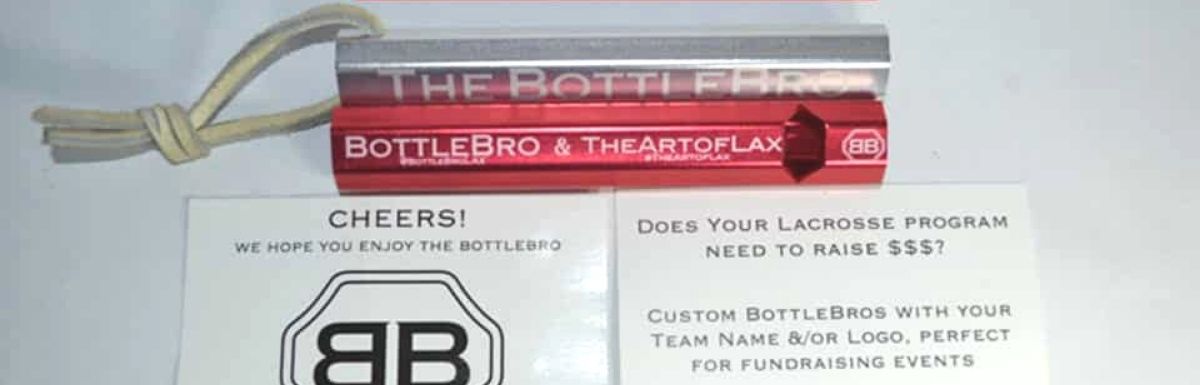 THE BOTTLEBRO
BOTTLEBRO & THEARTOFLAX
@BOTTLEBROLAX
@THEARTOFLAX
BB
CHEERS!
WE HOPE YOU ENJOY THE BOTTLEBRO
BB
DOES YOUR LACROSSE PROGRAM
NEED TO RAISE $$$?
CUSTOM BOTTLEBROS WITH YOUR
TEAM NAME &/OR LOGO, PERFECT
FOR FUNDRAISING EVENTS